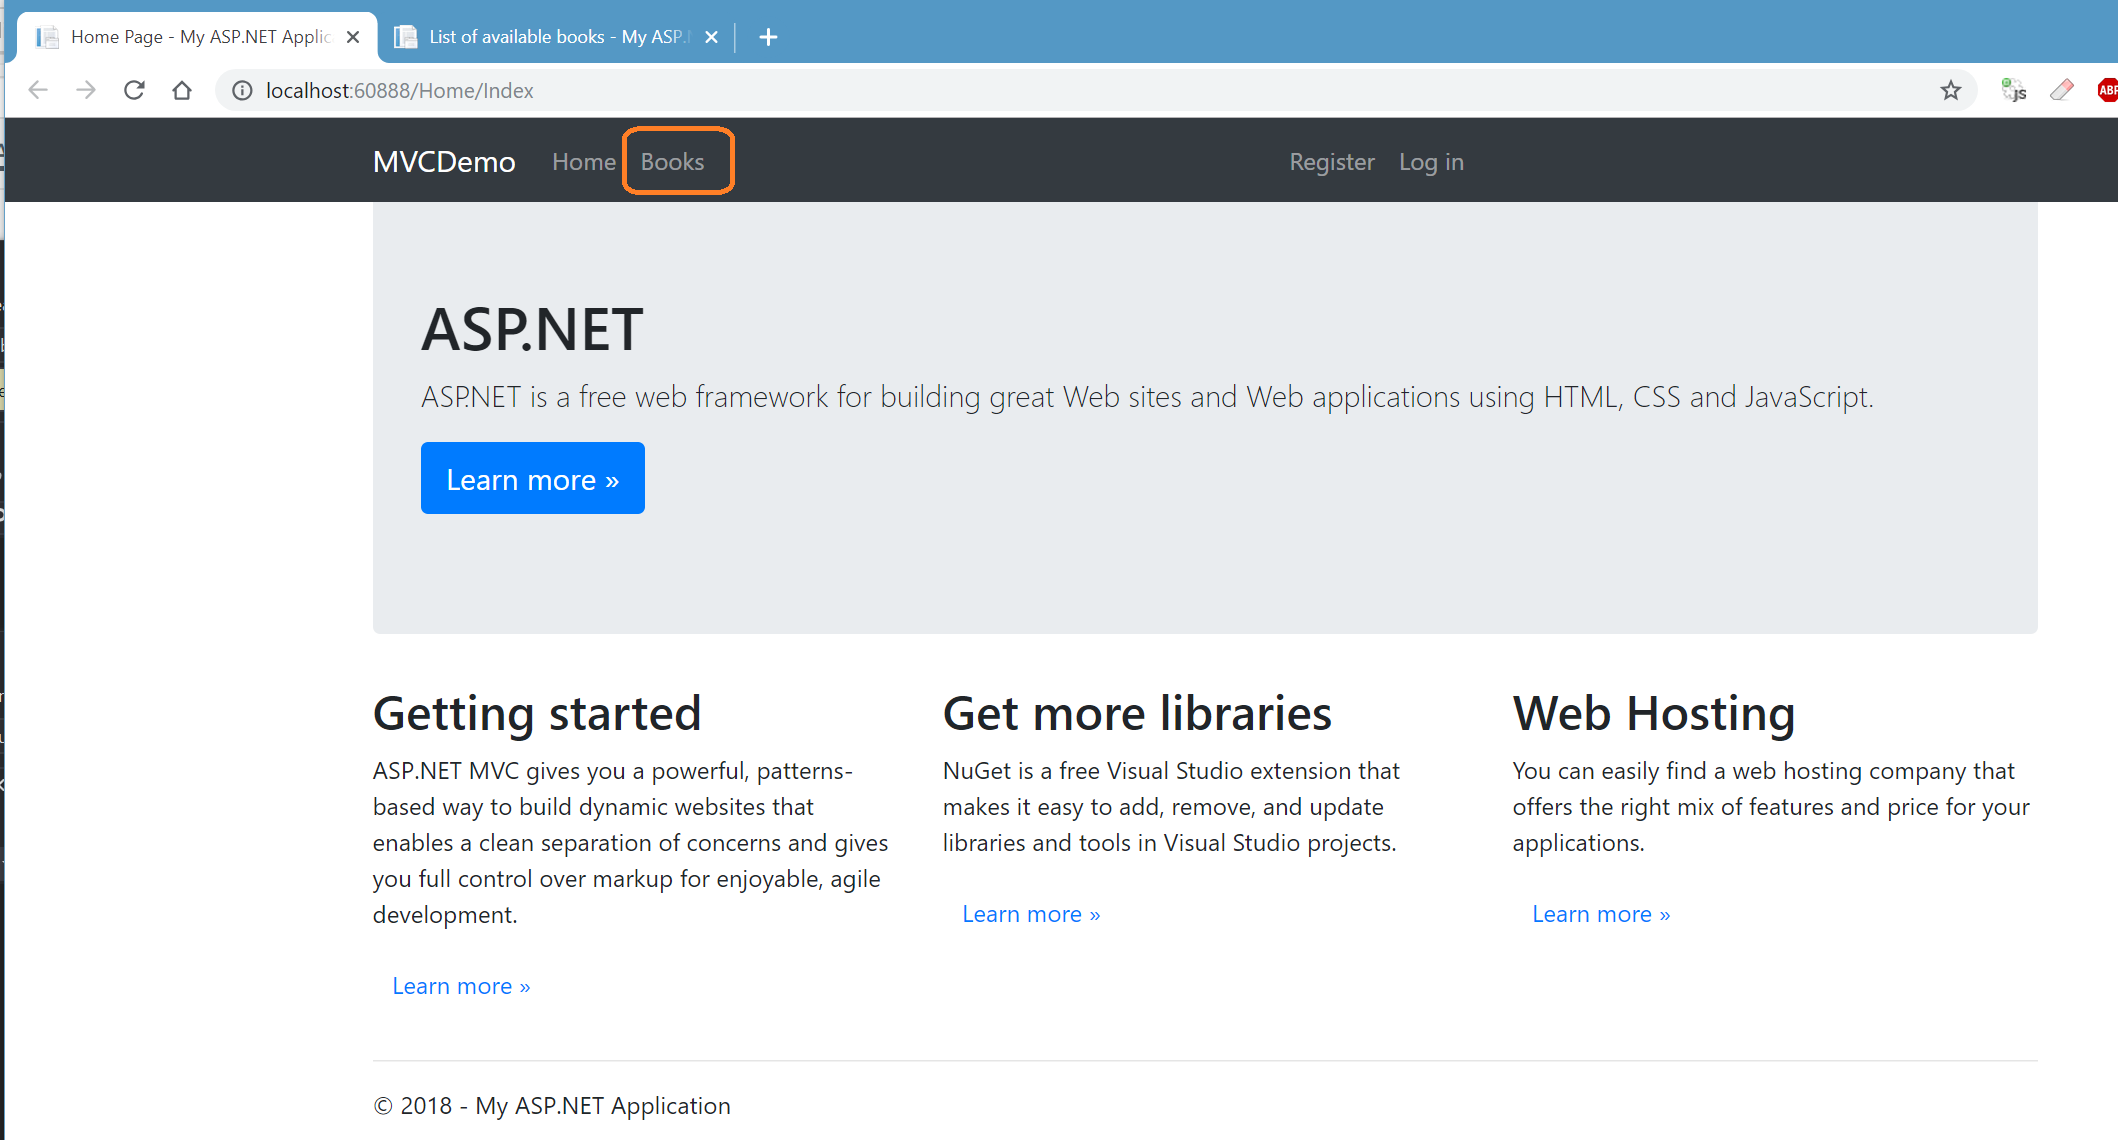 Home Page - My ASP.NET Applic
List of available books - My ASP.
localhost:60888/Home/Index
JS
ABP
MVCDemo Home Books Register Log in
ASP.NET
ASP.NET is a free web framework for building great Web sites and Web applications using HTML, CSS and JavaScript.
Learn more »
Getting started
ASP.NET MVC gives you a powerful, patterns-
based way to build dynamic websites that
enables a clean separation of concerns and gives
you full control over markup for enjoyable, agile
development.
Learn more »
Get more libraries
NuGet is a free Visual Studio extension that
makes it easy to add, remove, and update
libraries and tools in Visual Studio projects.
Learn more »
Web Hosting
You can easily find a web hosting company that
offers the right mix of features and price for your
applications.
Learn more »
© 2018 - My ASP.NET Application